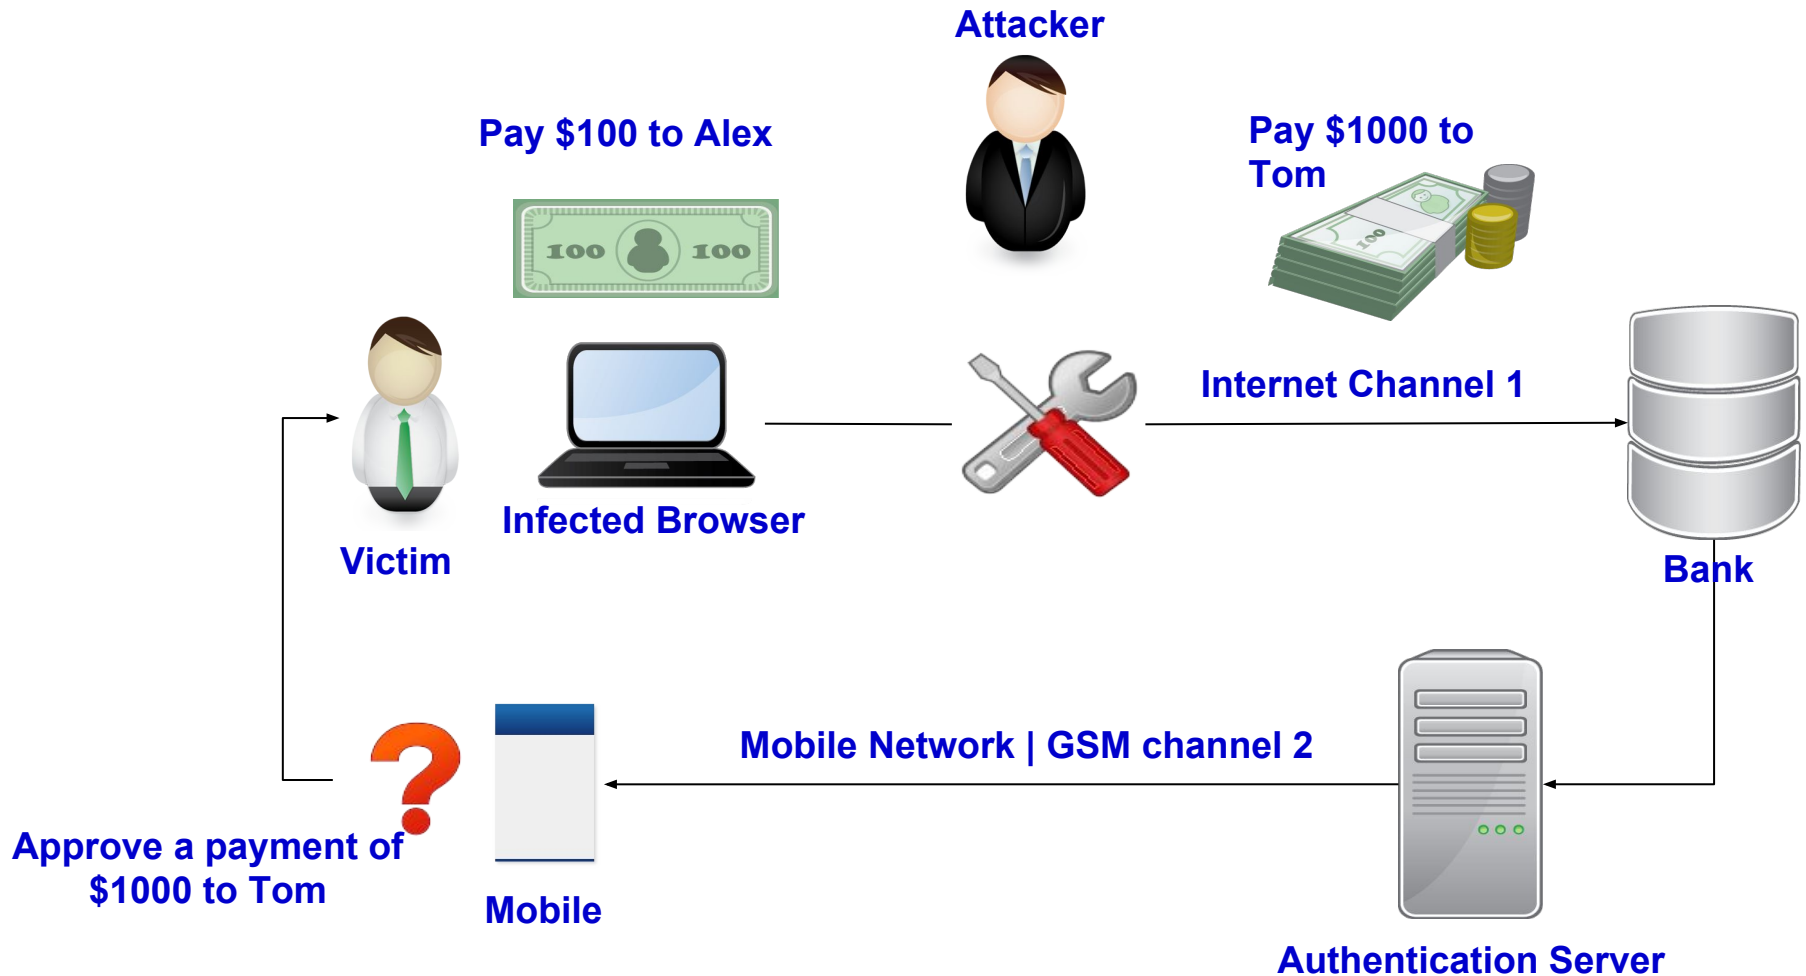 Attacker
Pay $100 to Alex
Pay $1000 to
Tom
100 100
100
Internet Channel 1
Infected Browser
Victim
Bank
Mobile Network | GSM channel 2
Approve a payment of
$1000 to Tom
Mobile
Authentication Server